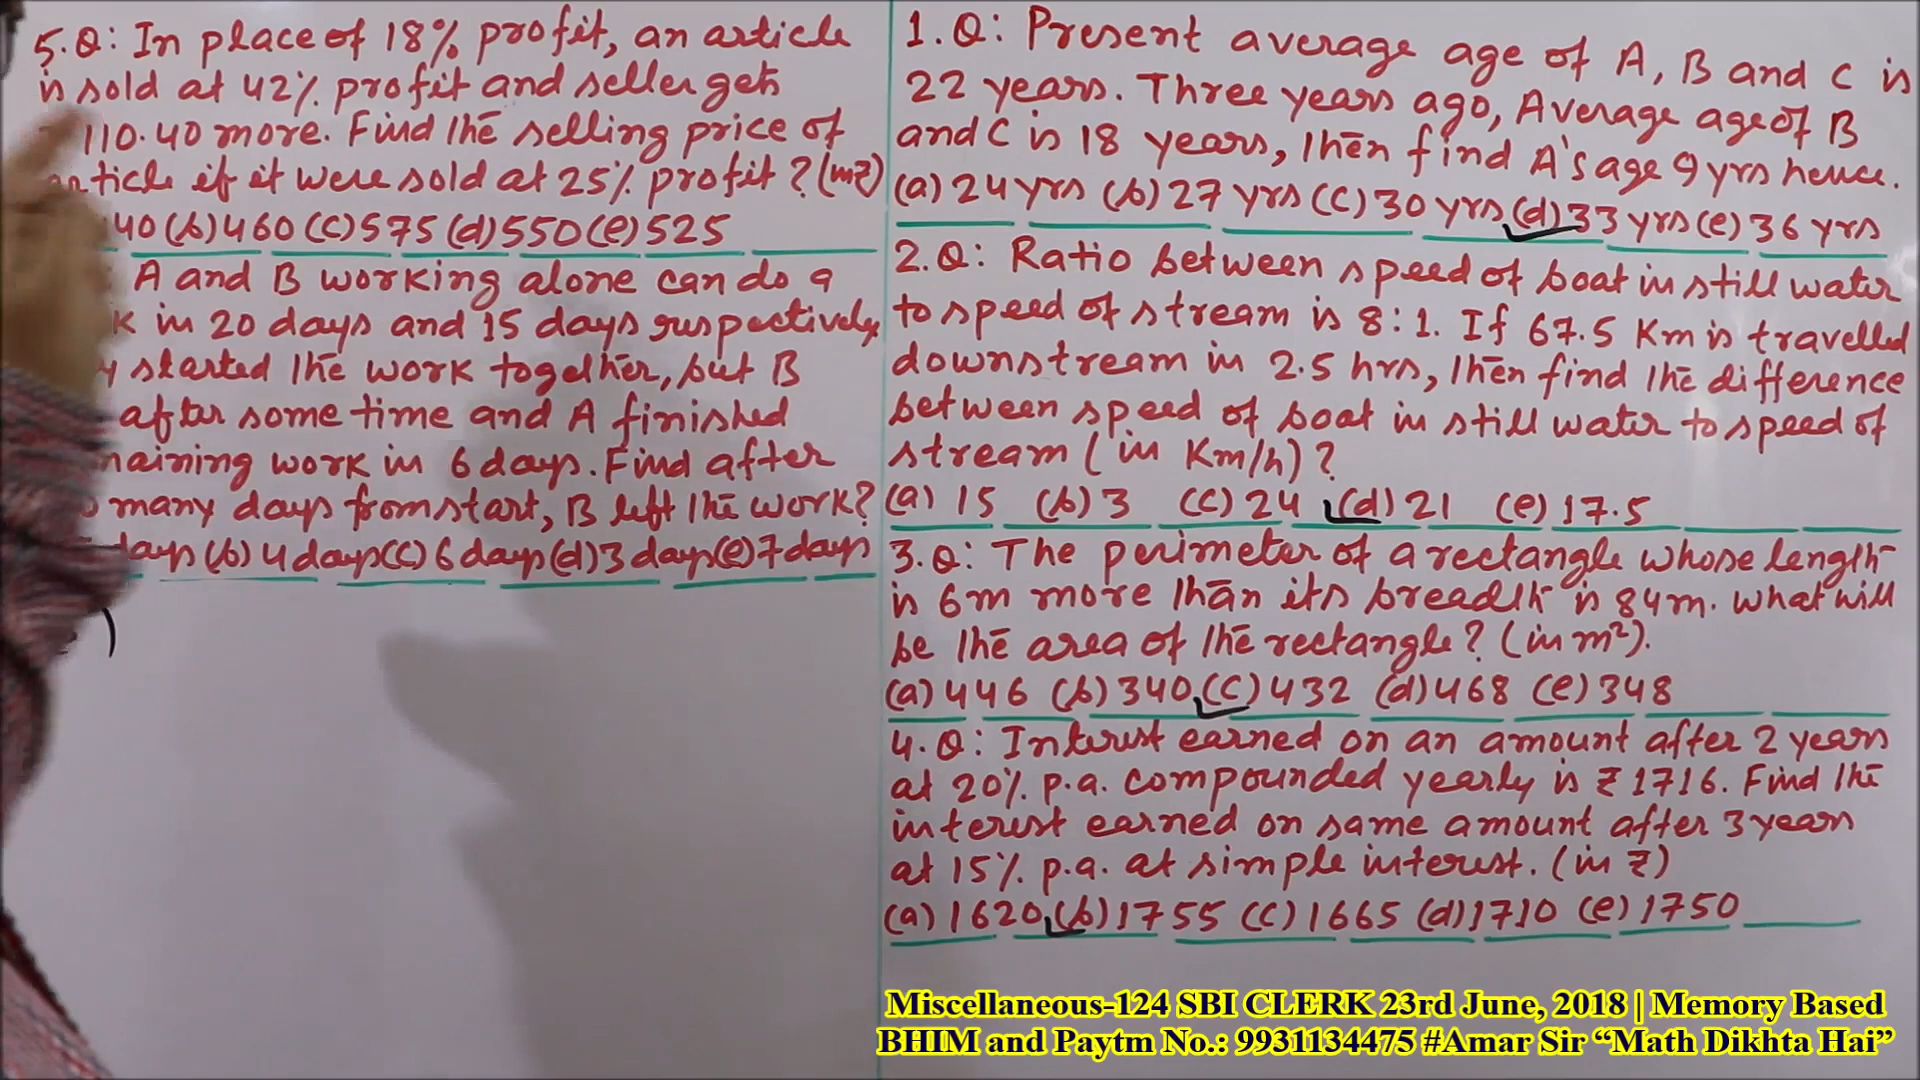 5.Q: In place of 18% profit, an article
is sold at 42% profit and seller gets
110.40 more. Find the selling price of
article if it were sold at 25% profit? (in ₹)
40 (b) 460 (c) 575 (d) 550 (e) 525
A and B working alone can do a
k in 20 days and 15 days respectively.
y started the work together, but B
after some time and A finished
maining work in 6 days. Find after
many days from start, B left the work?
days (b) 4 days (c) 6 days (d) 3 days (e) 7 days
)
1.Q: Present average age of A, B and C is
22 years. Three years ago, Average age of B
and C is 18 years, then find A's age 9 yrs hence.
(a) 24 yrs (b) 27 yrs (c) 30 yrs (d) 33 yrs (e) 36 yrs
2.Q: Ratio between speed of boat in still water
to speed of stream is 8:1. If 67.5 Km is travelled
downstream in 2.5 hrs, then find the difference
between speed of boat in still water to speed of
stream (in Km/h)?
(a) 15 (b) 3 (c) 24 (d) 21 (e) 17.5
3.Q: The perimeter of a rectangle whose length
is 6m more than its breadth is 84m. What will
be the area of the rectangle? (in m²).
(a) 446 (b) 340 (c) 432 (d) 468 (e) 348
4.Q: Interest earned on an amount after 2 years
at 20% p.a. compounded yearly is ₹ 1716. Find the
interest earned on same amount after 3 years
at 15% p.a. at simple interest. (in ₹)
(a) 1620 (b) 1755 (c) 1665 (d) 1710 (e) 1750
Miscellaneous-124 SBI CLERK 23rd June, 2018 | Memory Based
BHIM and Paytm No.: 9931134475 #Amar Sir “Math Dikhta Hai”